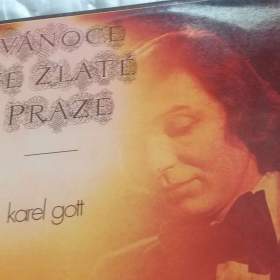 VÁNOCE
E ZLATÉ
PRAZE
karel gott